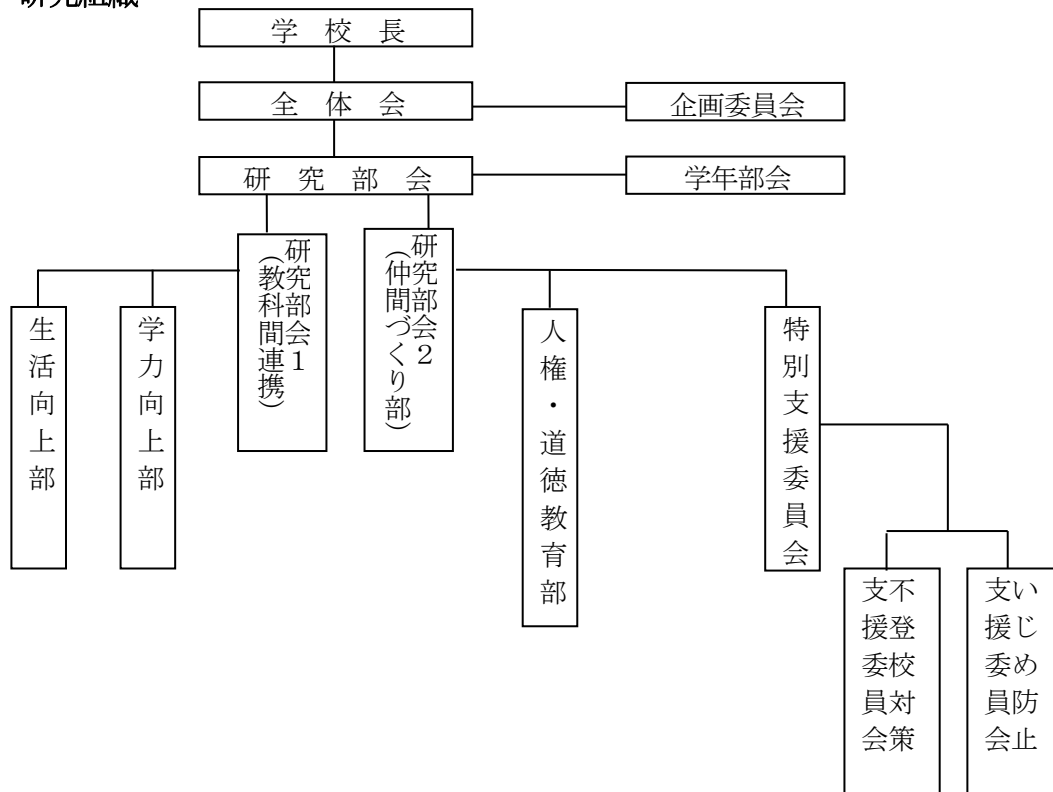 研究組織
学校長
全体会
企画委員会
研究部会
学年部会
研究部会1
（教科間連携）
研究部会2
（仲間づくり部）
生活向上部
学力向上部
人権・道徳教育部
特別支援委員会
不登校対策
支援委員会
いじめ防止
支援委員会